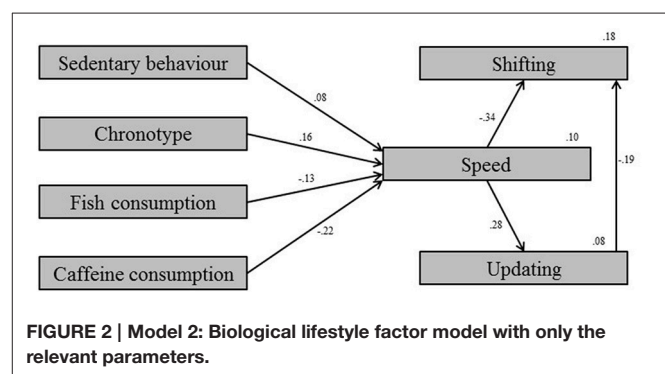 Sedentary behaviour
Chronotype
Fish consumption
Caffeine consumption
.08
.16
-.13
-.22
.18
Shifting
-.34
.10
Speed
-.19
.28
.08
Updating
FIGURE 2 | Model 2: Biological lifestyle factor model with only the
relevant parameters.